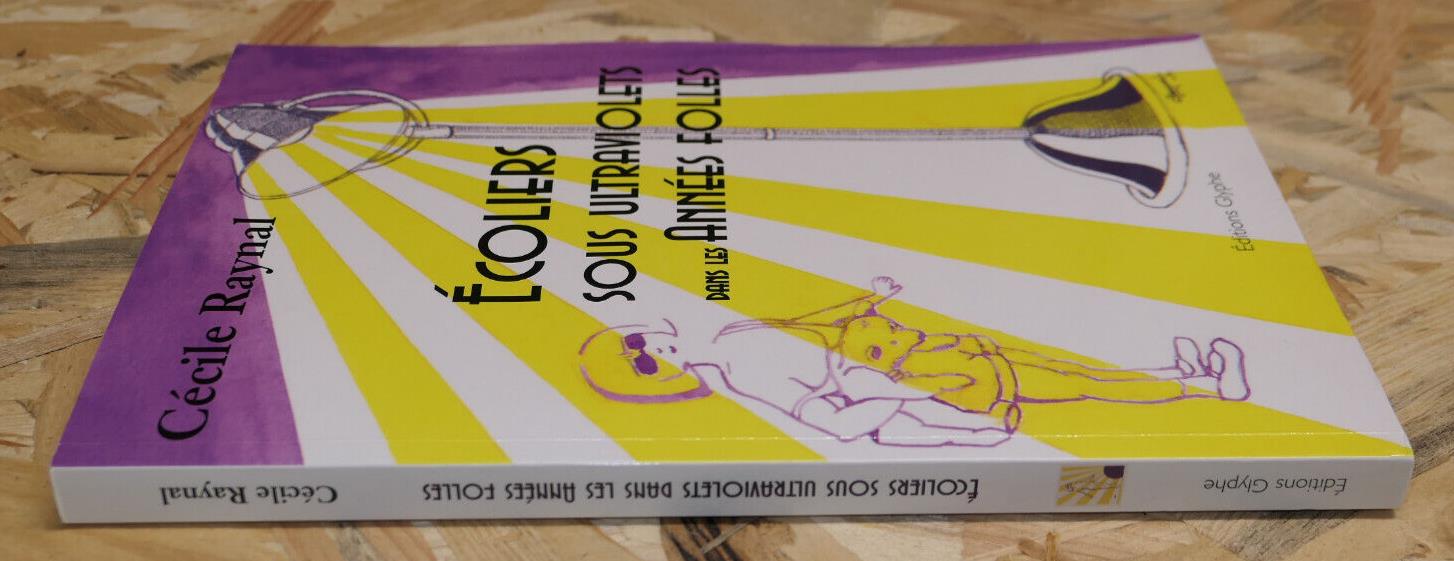 Cécile Raynal
Écoliers
sous ultraviolets
dans les Années folles
Éditions Glyphe
Cécile Raynal
Écoliers sous ultraviolets dans les Années folles
Éditions Glyphe